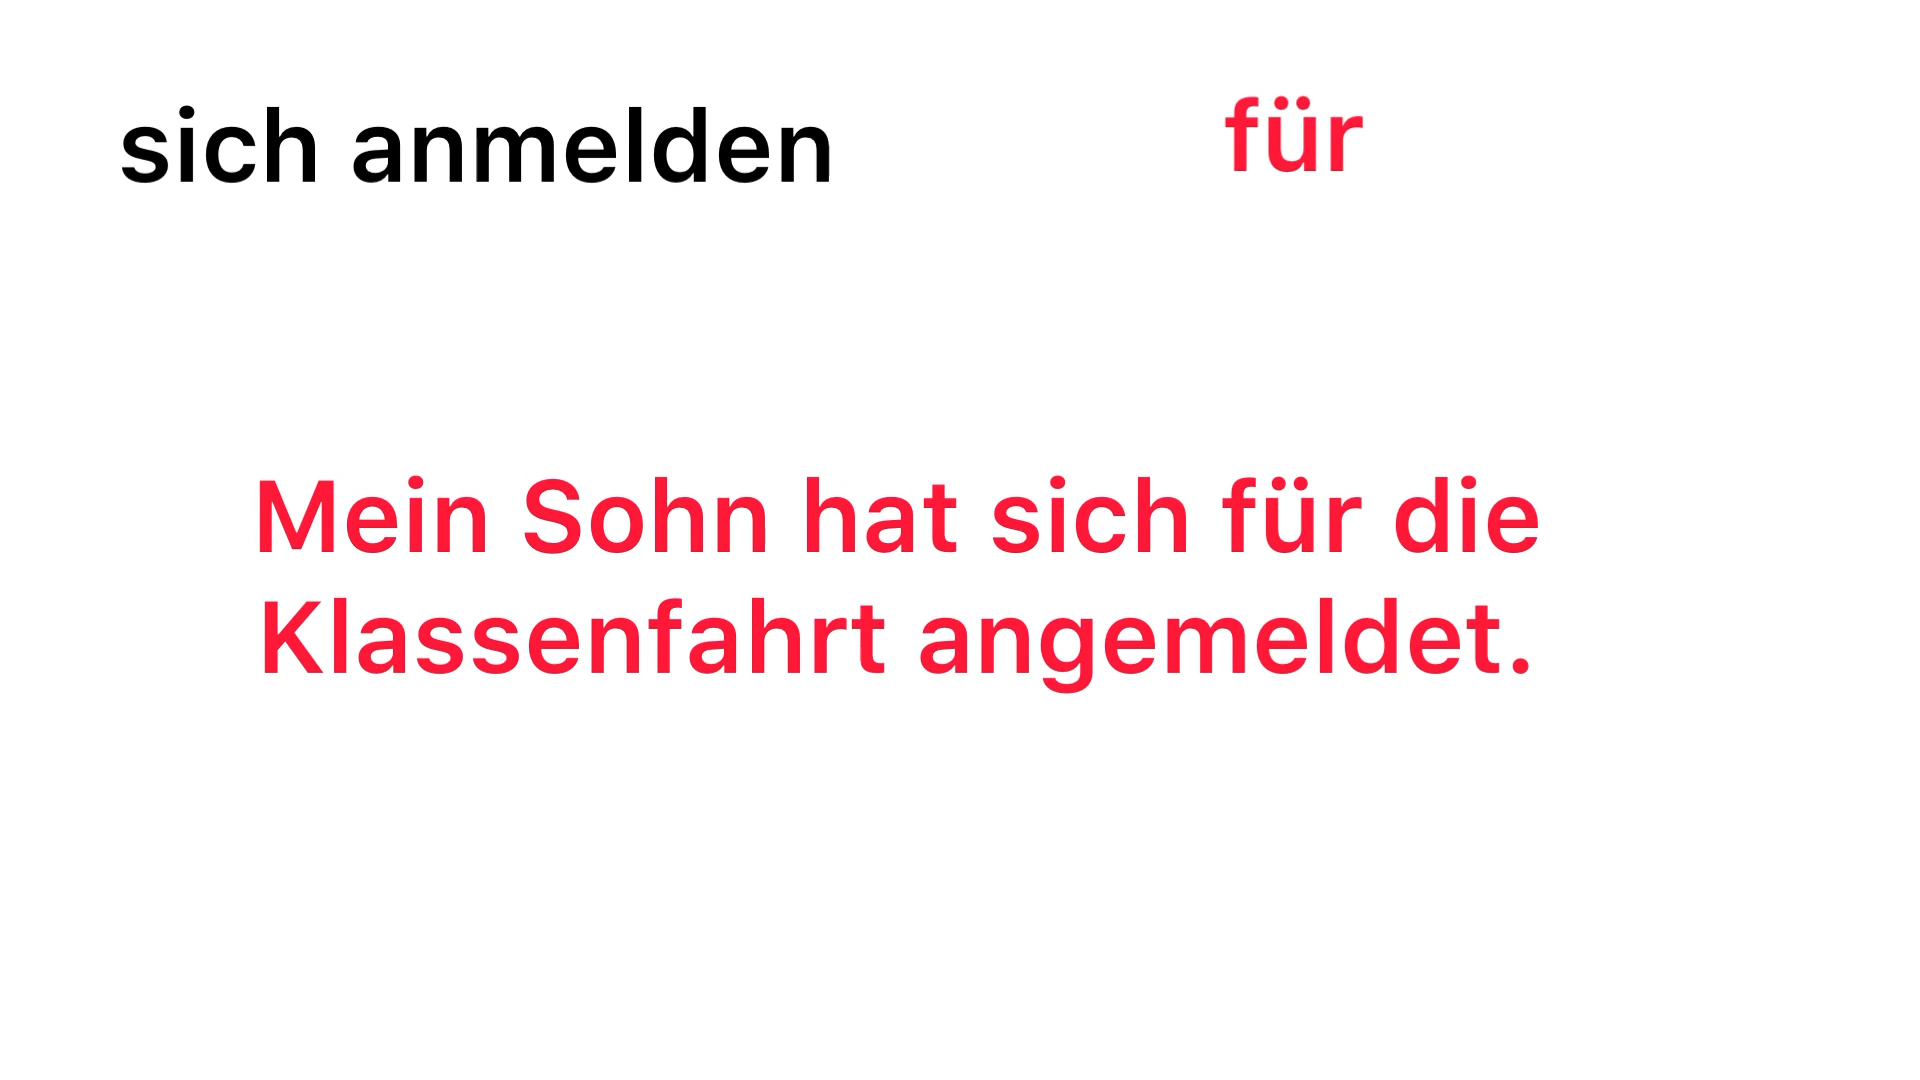 sich anmelden für
Mein Sohn hat sich für die
Klassenfahrt angemeldet.